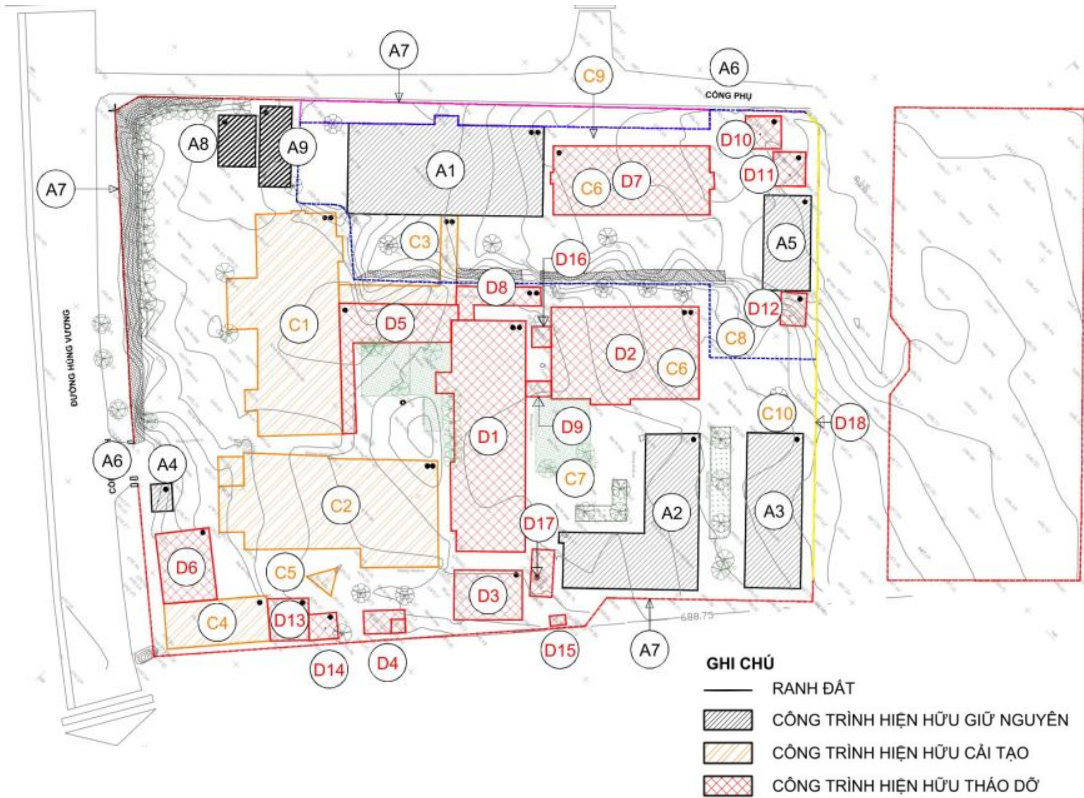 A7
A6
CỔNG PHỤ
C9
A8
A9
A1
C6
D7
D10
D11
A7
C3
D16
A5
D8
D12
C1
D5
D2
C6
C8
ĐƯỜNG HÙNG VƯƠNG
D1
D9
C10
D18
A6
A4
C7
C2
D17
A2
A3
D6
C5
C4
D13
D3
688.75
D14
D4
D15
A7
GHI CHÚ
RANH ĐẤT
CÔNG TRÌNH HIỆN HỮU GIỮ NGUYÊN
CÔNG TRÌNH HIỆN HỮU CẢI TẠO
CÔNG TRÌNH HIỆN HỮU THÁO DỠ